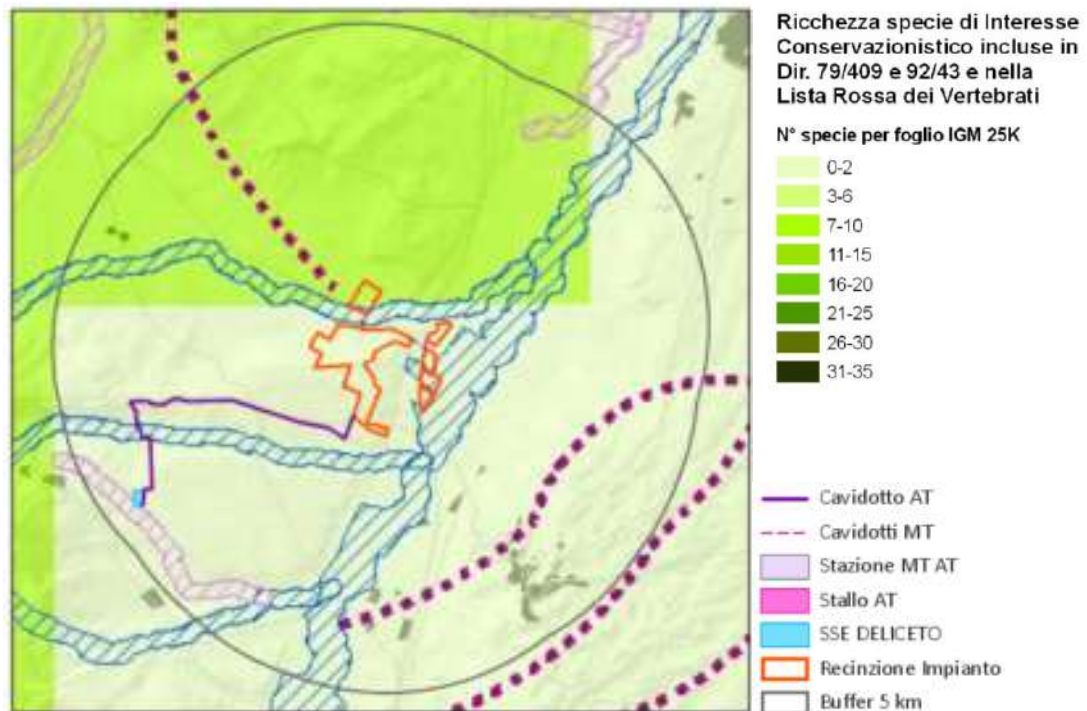 Ricchezza specie di Interesse
Conservazionistico incluse in
Dir. 79/409 e 92/43 e nella
Lista Rossa dei Vertebrati
N° specie per foglio IGM 25K
0-2
3-6
7-10
11-15
16-20
21-25
26-30
31-35
Cavidotto AT
Cavidotti MT
Stazione MT AT
Stallo AT
SSE DELICETO
Recinzione Impianto
Buffer 5 km